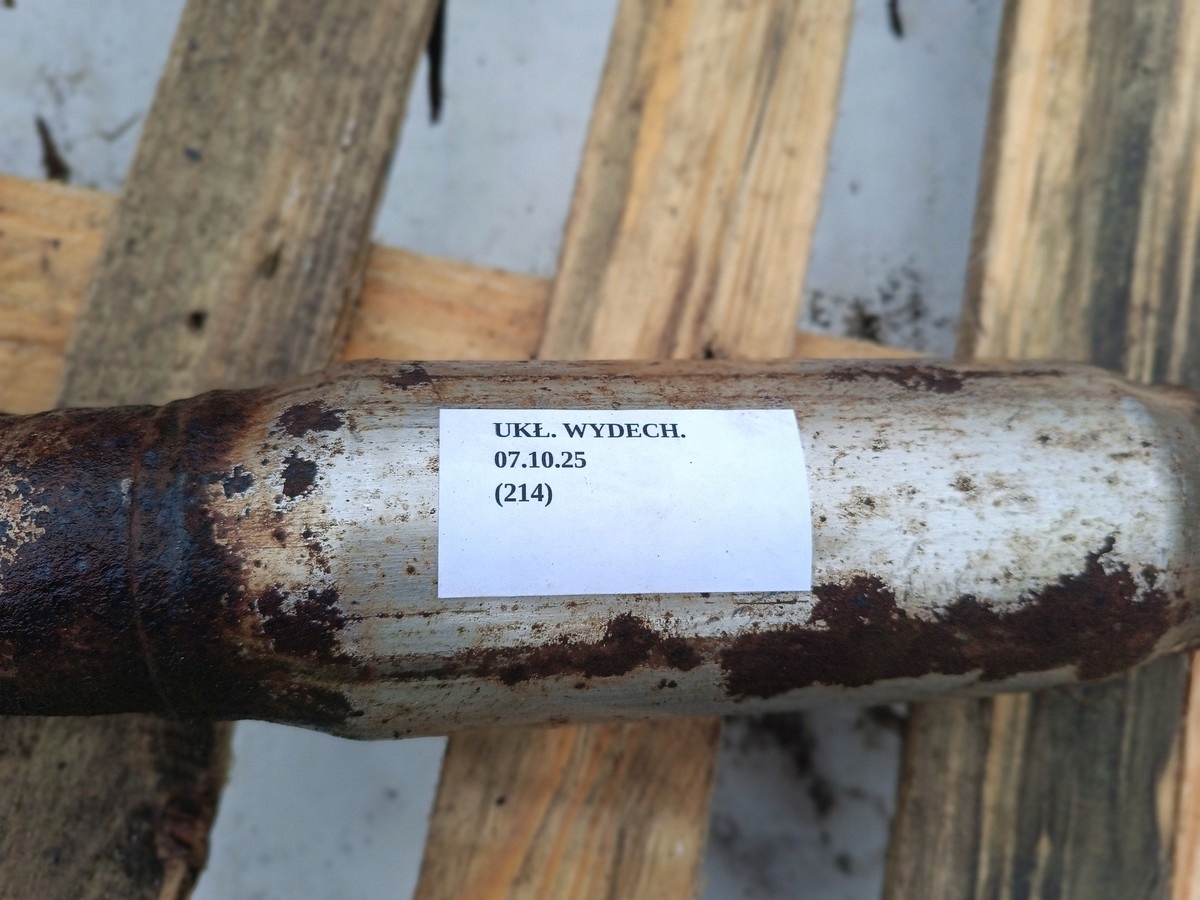 UKŁ. WYDECH.
07.10.25
(214)